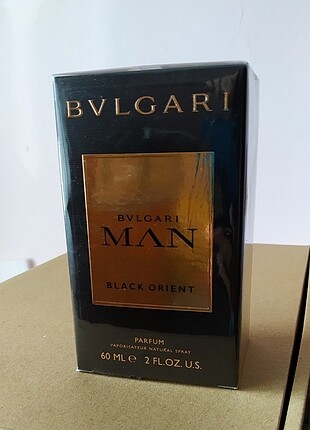 BVLGARI
BVLGARI
MAN
BLACK ORIENT
PARFUM
VAPORISATEUR NATURAL SPRAY
60 ML ℮ 2 FL.OZ. U.S.